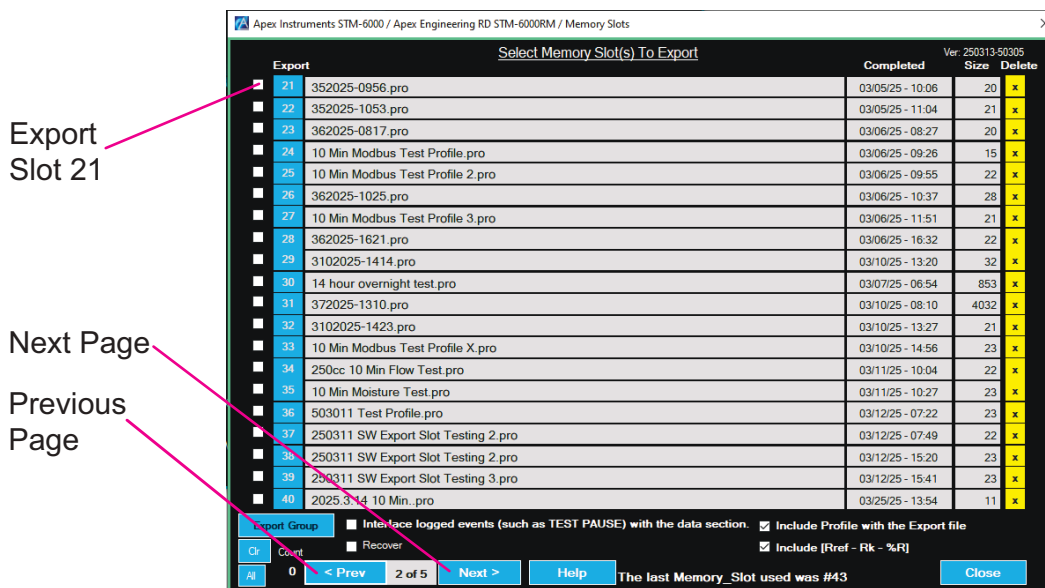 Apex Instruments STM-6000 / Apex Engineering RD STM-6000RM / Memory Slots
Select Memory Slot(s) To Export
Ver: 250313-50305
Export Completed Size Delete
21 352025-0956.pro 03/05/25 - 10:06 20 x
22 352025-1053.pro 03/05/25 - 11:04 21 x
23 362025-0817.pro 03/06/25 - 08:27 20 x
24 10 Min Modbus Test Profile.pro 03/06/25 - 09:26 15 x
25 10 Min Modbus Test Profile 2.pro 03/06/25 - 09:55 22 x
26 362025-1025.pro 03/06/25 - 10:37 28 x
27 10 Min Modbus Test Profile 3.pro 03/06/25 - 11:51 21 x
28 362025-1621.pro 03/06/25 - 16:32 22 x
29 3102025-1414.pro 03/10/25 - 13:20 32 x
30 14 hour overnight test.pro 03/07/25 - 06:54 853 x
31 372025-1310.pro 03/10/25 - 08:10 4032 x
32 3102025-1423.pro 03/10/25 - 13:27 21 x
33 10 Min Modbus Test Profile X.pro 03/10/25 - 14:56 23 x
34 250cc 10 Min Flow Test.pro 03/11/25 - 10:04 22 x
35 10 Min Moisture Test.pro 03/11/25 - 10:27 23 x
36 503011 Test Profile.pro 03/12/25 - 07:22 23 x
37 250311 SW Export Slot Testing 2.pro 03/12/25 - 07:49 22 x
38 250311 SW Export Slot Testing 2.pro 03/12/25 - 15:20 23 x
39 250311 SW Export Slot Testing 3.pro 03/12/25 - 15:41 23 x
40 2025.3.14 10 Min..pro 03/25/25 - 13:54 11 x
Export
Slot 21
Next Page
Previous
Page
Export Group Interlace logged events (such as TEST PAUSE) with the data section. Include Profile with the Export file
Clr Count Recover Include [Rref - Rk - %R]
All 0 < Prev 2 of 5 Next > Help The last Memory_Slot used was #43 Close